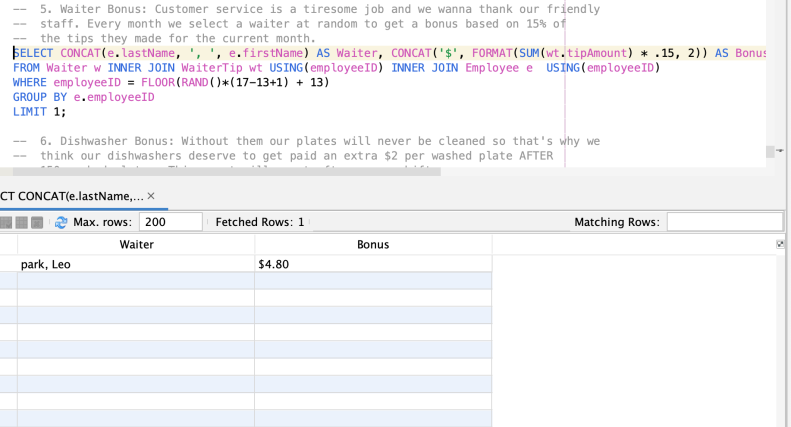 -- 5. Waiter Bonus: Customer service is a tiresome job and we wanna thank our friendly
-- staff. Every month we select a waiter at random to get a bonus based on 15% of
-- the tips they made for the current month.
SELECT CONCAT(e.lastName, ', ', e.firstName) AS Waiter, CONCAT('$', FORMAT(SUM(wt.tipAmount) * .15, 2)) AS Bonus
FROM Waiter w INNER JOIN WaiterTip wt USING(employeeID) INNER JOIN Employee e  USING(employeeID)
WHERE employeeID = FLOOR(RAND()*(17-13+1) + 13)
GROUP BY e.employeeID
LIMIT 1;
-- 6. Dishwasher Bonus: Without them our plates will never be cleaned so that's why we
-- think our dishwashers deserve to get paid an extra $2 per washed plate AFTER
CT CONCAT(e.lastName,... ×
Max. rows: 200 Fetched Rows: 1 Matching Rows:
Waiter Bonus
park, Leo $4.80